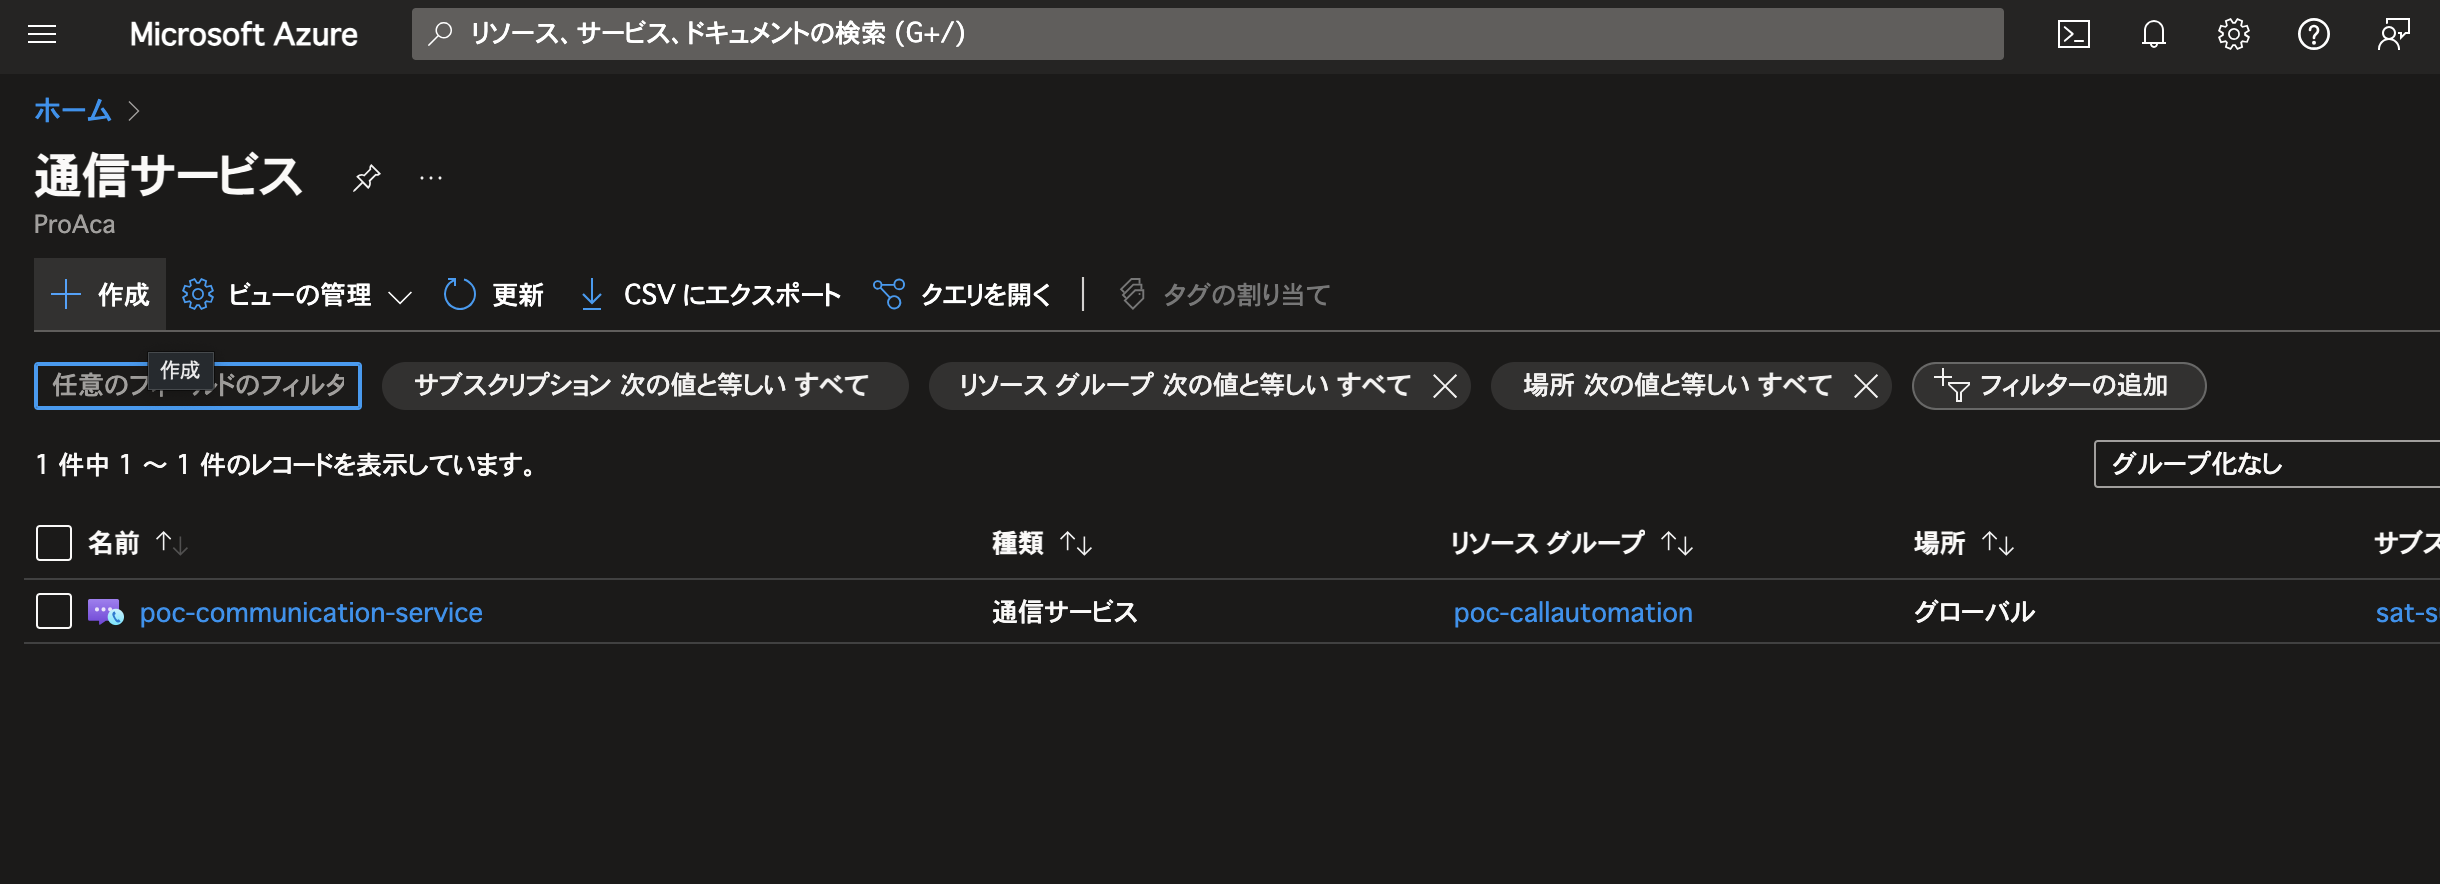 Microsoft Azure
リソース、サービス、ドキュメントの検索 (G+/)
ホーム
通信サービス
ProAca
作成 ビューの管理 更新 CSV にエクスポート クエリを開く タグの割り当て
作成
任意のフィールドのフィルタ サブスクリプション 次の値と等しい すべて リソース グループ 次の値と等しい すべて 場所 次の値と等しい すべて フィルターの追加
1 件中 1 ～ 1 件のレコードを表示しています。 グループ化なし
名前 種類 リソース グループ 場所 サブス
poc-communication-service 通信サービス poc-callautomation グローバル sat-s